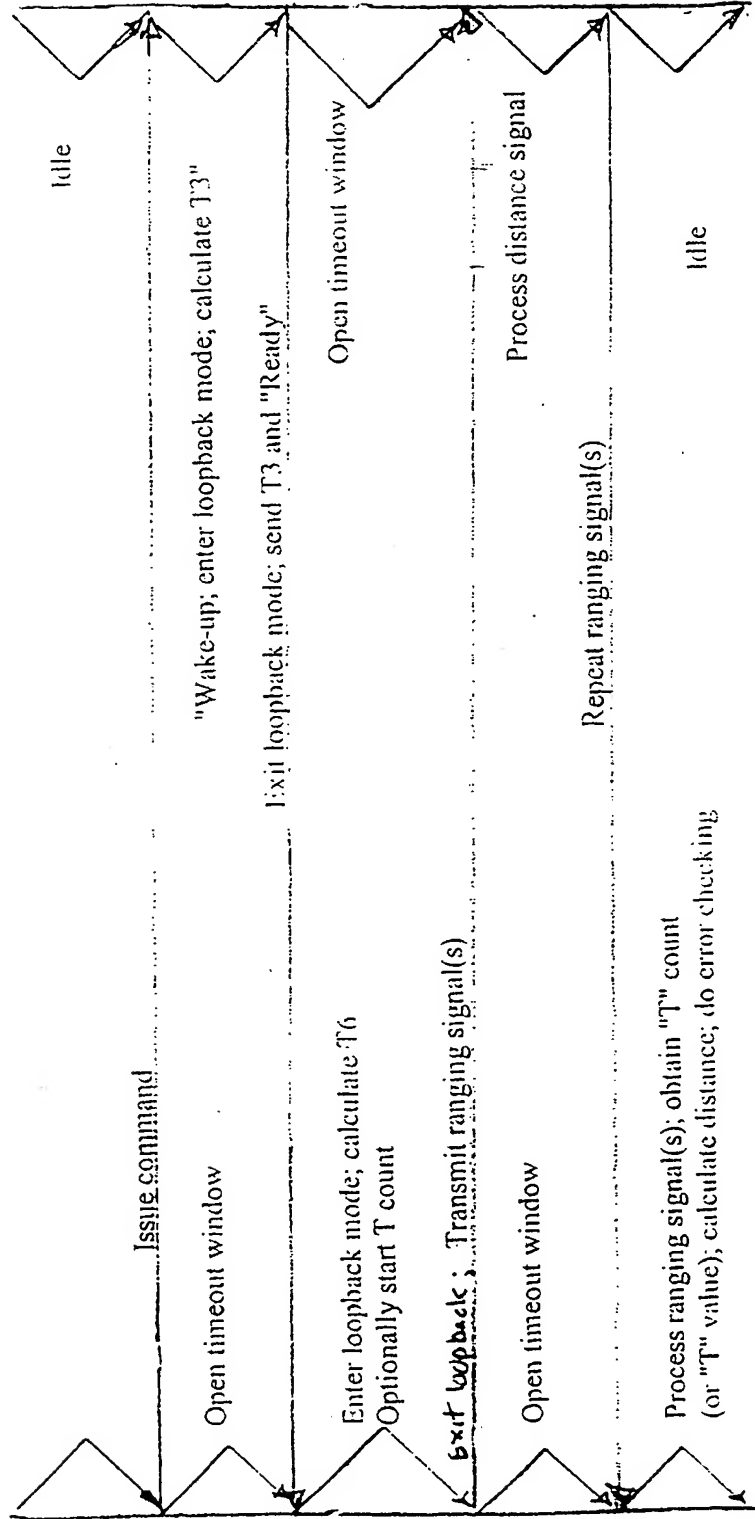 Idle
Issue command
"Wake-up; enter loopback mode; calculate T3"
Open timeout window
Exit loopback mode; send T3 and "Ready"
Enter loopback mode; calculate T6
Optionally start T count
Open timeout window
Exit loopback; Transmit ranging signal(s)
Process distance signal
Open timeout window
Repeat ranging signal(s)
Process ranging signal(s); obtain "T" count
(or "T" value); calculate distance; do error checking
Idle